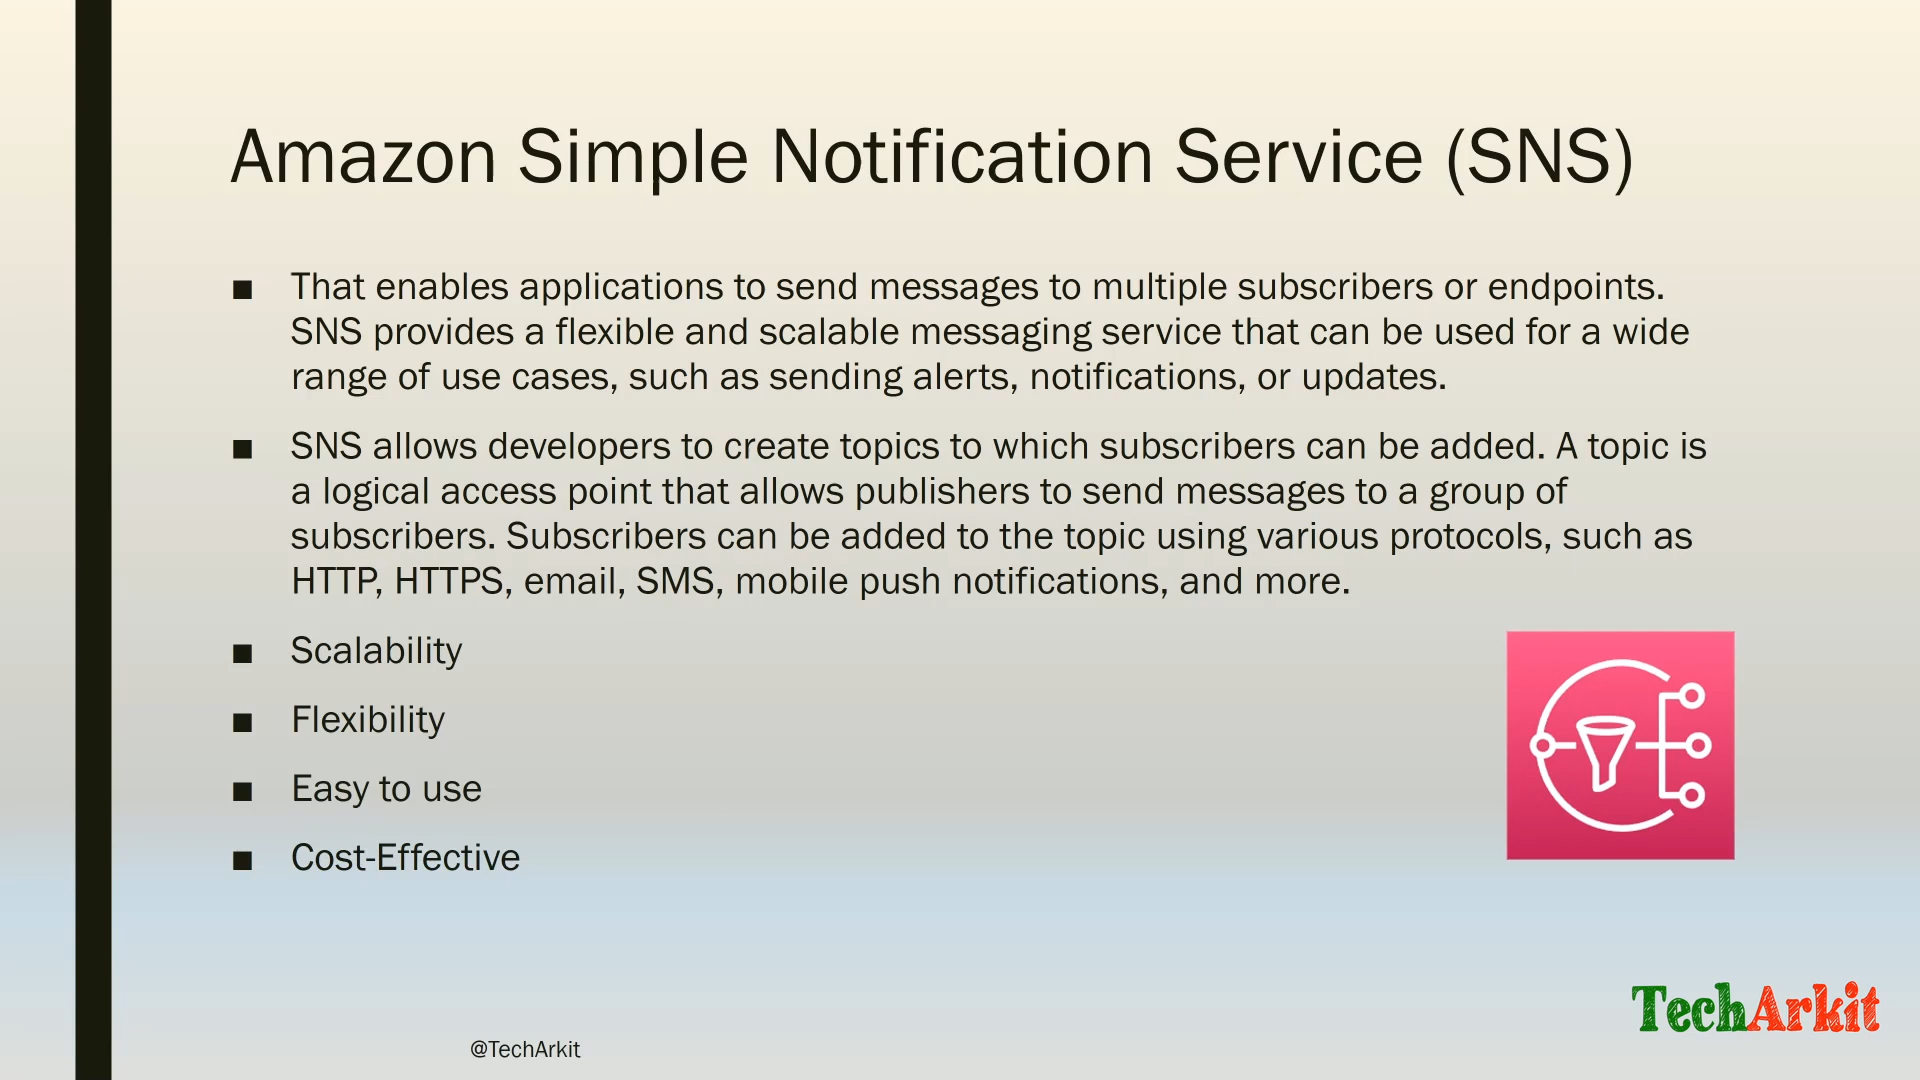 Amazon Simple Notification Service (SNS)
■ That enables applications to send messages to multiple subscribers or endpoints.
SNS provides a flexible and scalable messaging service that can be used for a wide
range of use cases, such as sending alerts, notifications, or updates.
■ SNS allows developers to create topics to which subscribers can be added. A topic is
a logical access point that allows publishers to send messages to a group of
subscribers. Subscribers can be added to the topic using various protocols, such as
HTTP, HTTPS, email, SMS, mobile push notifications, and more.
■ Scalability
■ Flexibility
■ Easy to use
■ Cost-Effective
TechArkit
@TechArkit